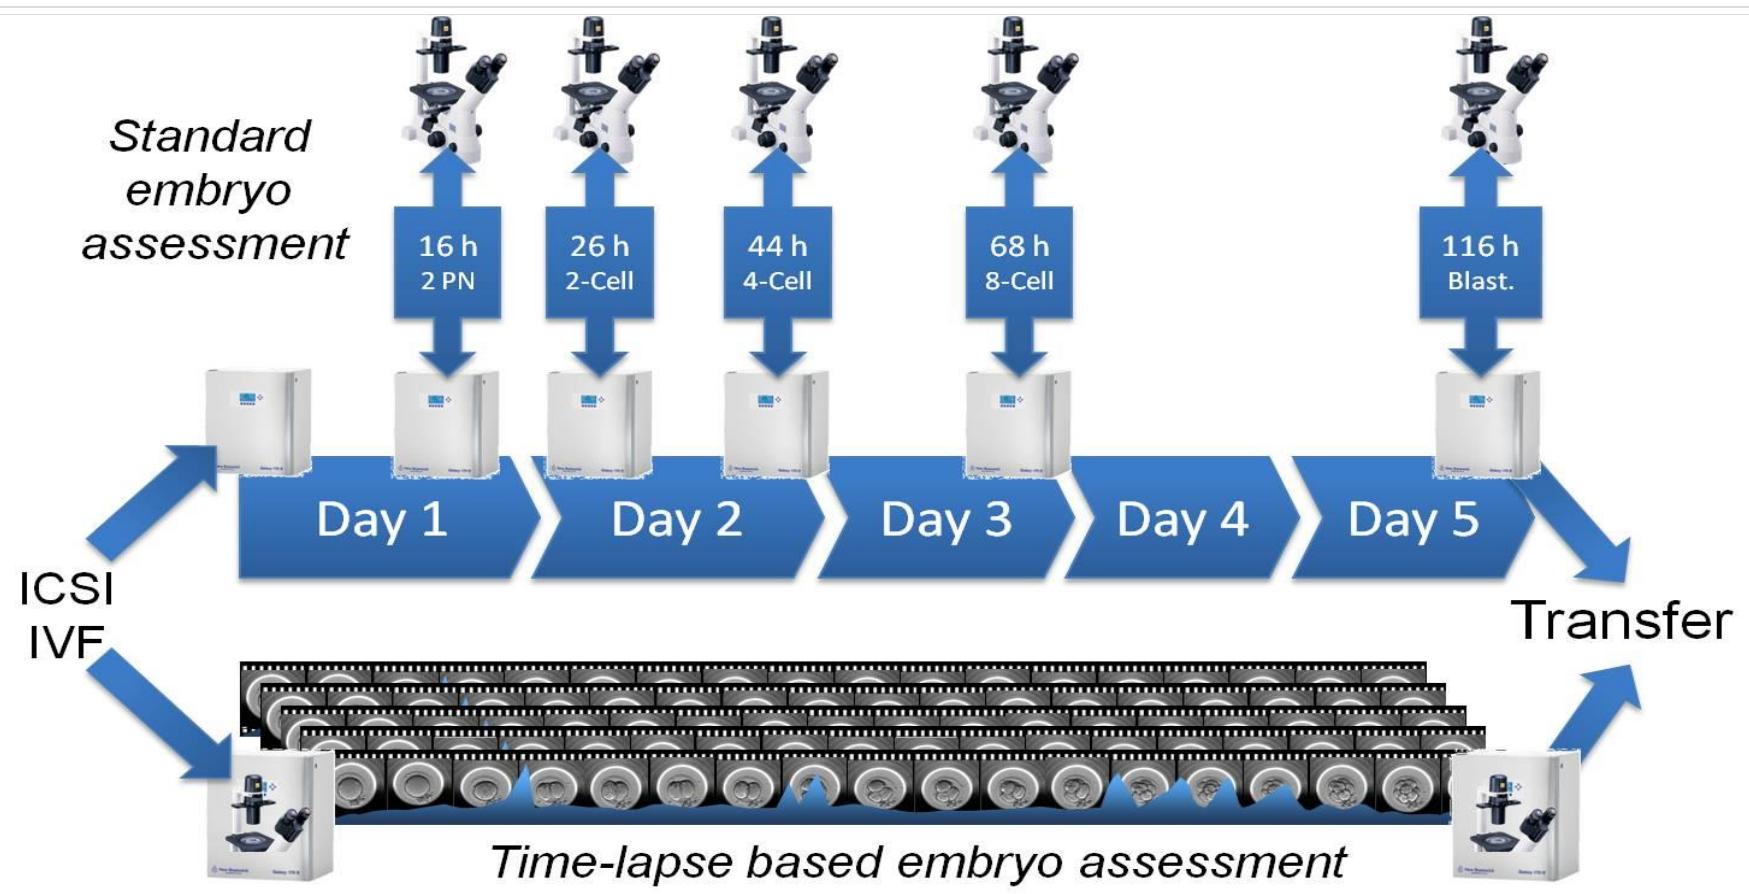 Standard
embryo
assessment
16 h
2 PN
26 h
2-Cell
44 h
4-Cell
68 h
8-Cell
116 h
Blast.
Day 1
Day 2
Day 3
Day 4
Day 5
ICSI
IVF
Transfer
Time-lapse based embryo assessment